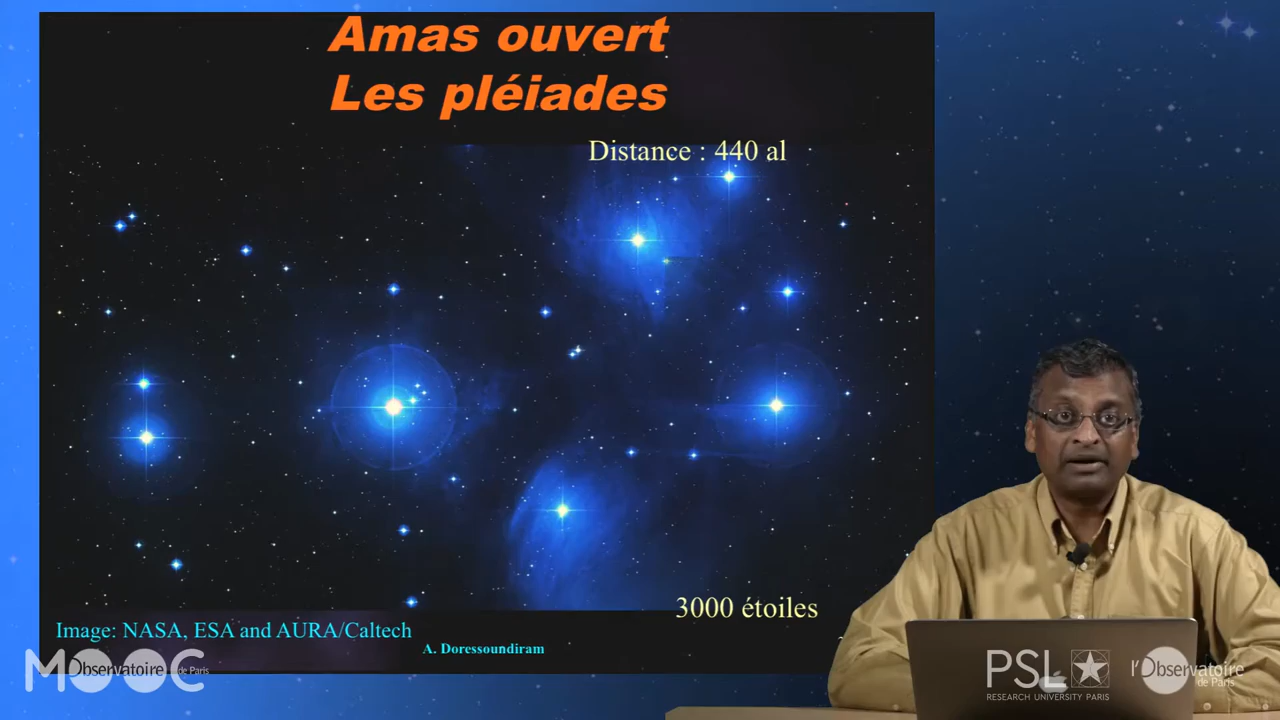 Amas ouvert
Les pléiades
Distance : 440 al
3000 étoiles
Image: NASA, ESA and AURA/Caltech
A. Doressoundiram
MOOC
l'Observatoire de Paris
PSL
RESEARCH UNIVERSITY PARIS
l'Observatoire
de Paris